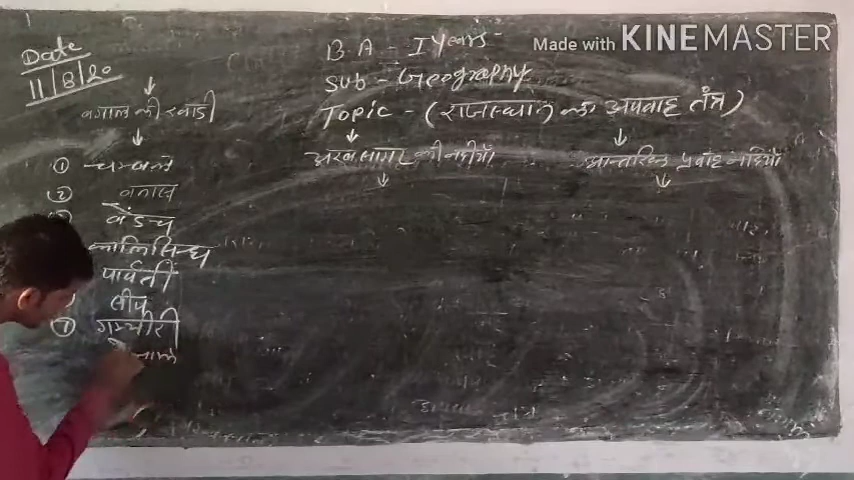 Made with KINEMASTER
Date
11/8/20
B.A - I Years
Sub - Geography
Topic - (राजस्थान का अपवाह तंत्र)
बंगाल की खाड़ी
अरब सागर की नदीयाँ
आन्तरिक प्रवाह नदियाँ
① चम्बल
② बनास
बेडच
कालिसिन्ध
पार्वती
⑦ गम्भीरी